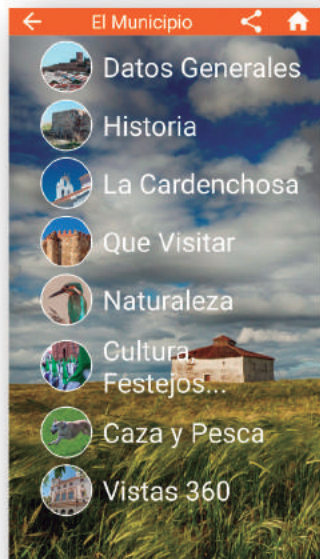 El Municipio
Datos Generales
Historia
La Cardenchosa
Que Visitar
Naturaleza
Cultura,
Festejos...
Caza y Pesca
Vistas 360